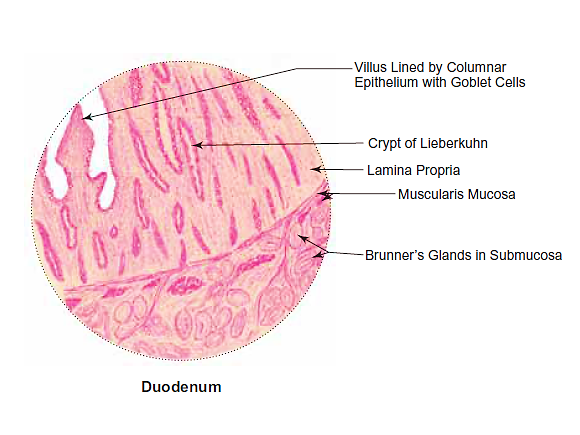 Villus Lined by Columnar
Epithelium with Goblet Cells
Crypt of Lieberkuhn
Lamina Propria
Muscularis Mucosa
Brunner's Glands in Submucosa
Duodenum